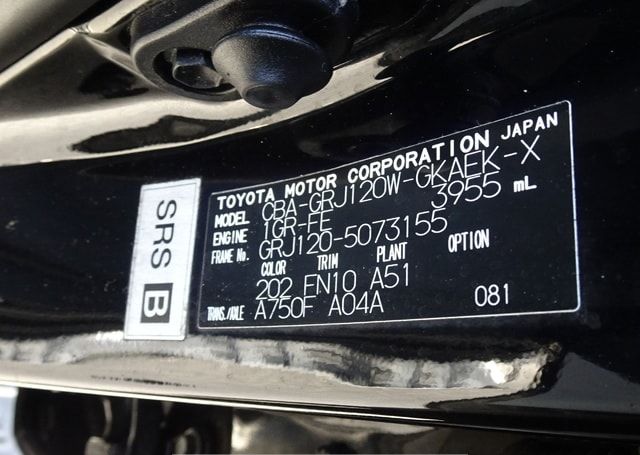 TOYOTA MOTOR CORPORATION JAPAN
MODEL CBA-GRJ120W-GKAEK-X
ENGINE 1GR-FE 3955 mL
FRAME No. GRJ120-5073155
COLOR TRIM PLANT OPTION
202 FN10 A51
TRANS./AXLE A750F A04A 081
SRS B